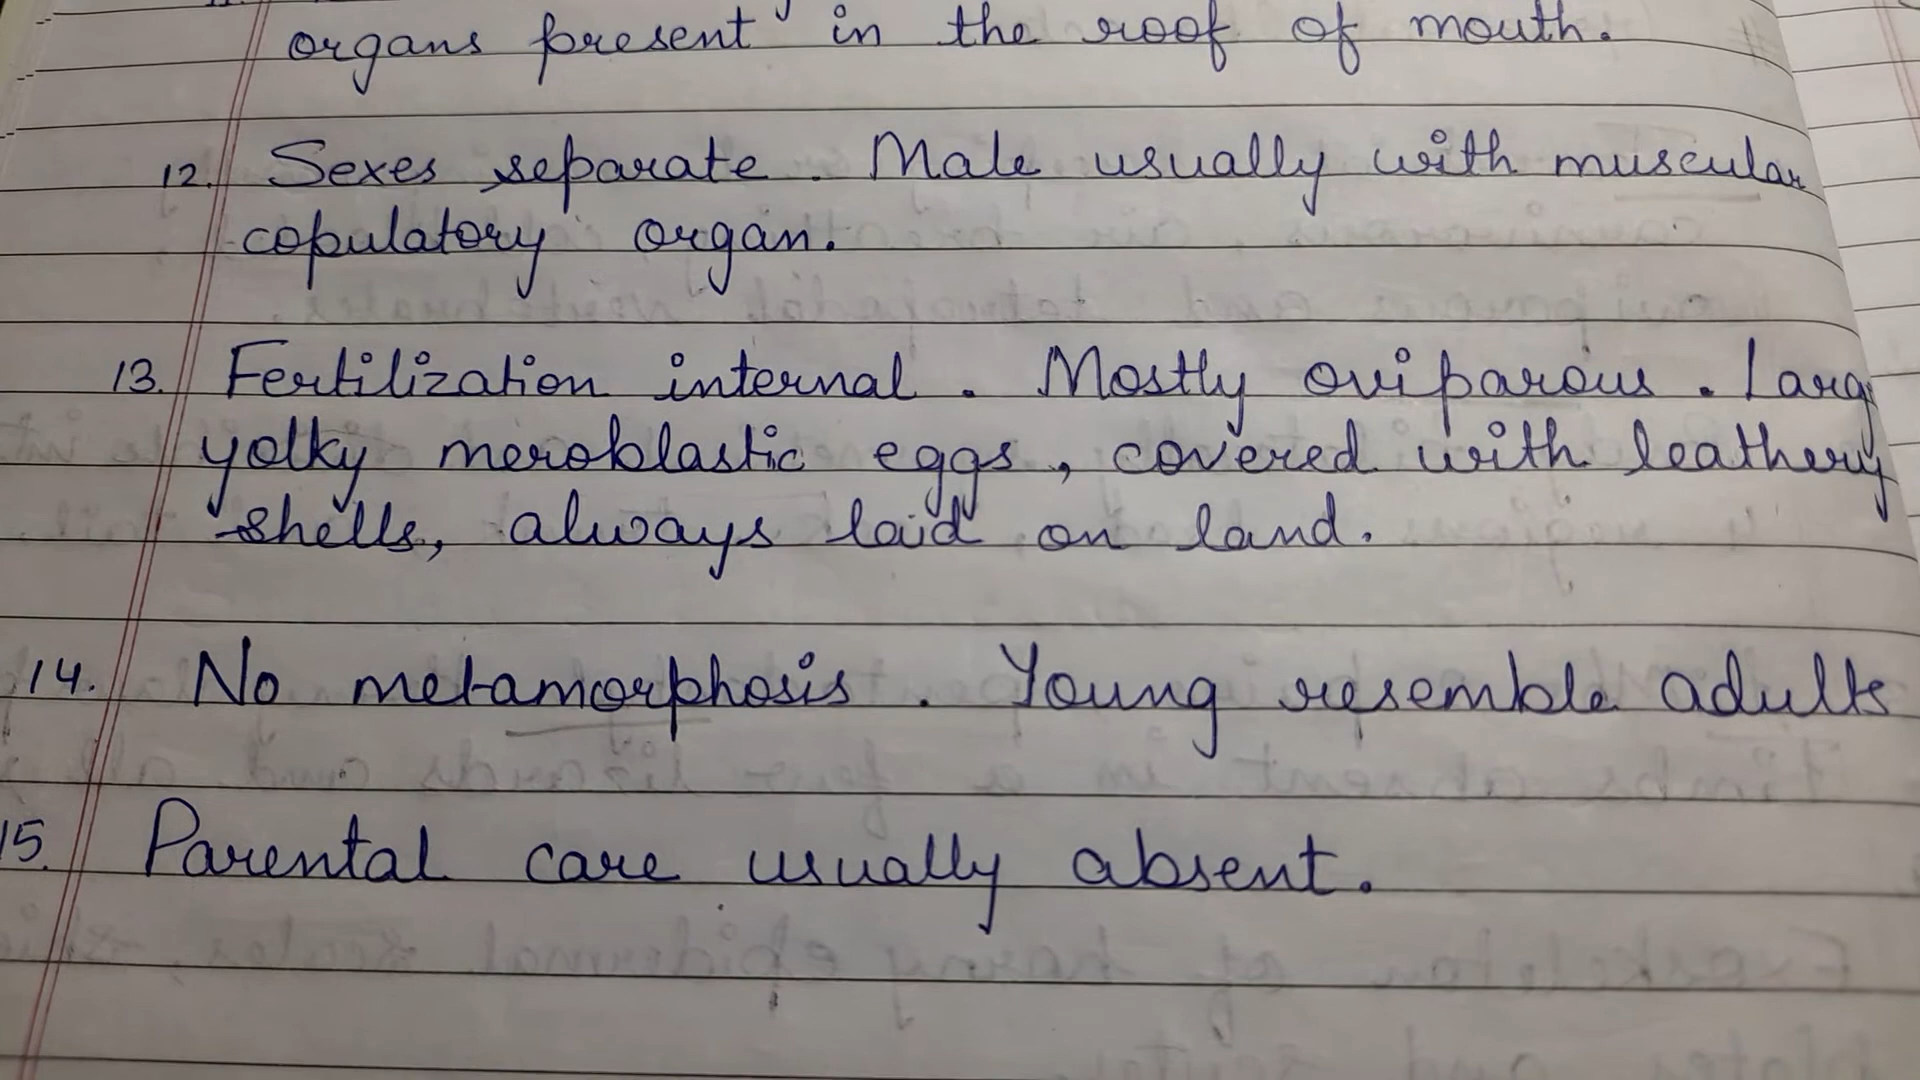 organs present in the roof of mouth.
12. Sexes separate. Male usually with muscular
copulatory organ.
13. Fertilization internal. Mostly oviparous. Larg
yolky meroblastic eggs, covered with leathery
shells, always laid on land.
14. No metamorphosis. Young resemble adults
15. Parental care usually absent.